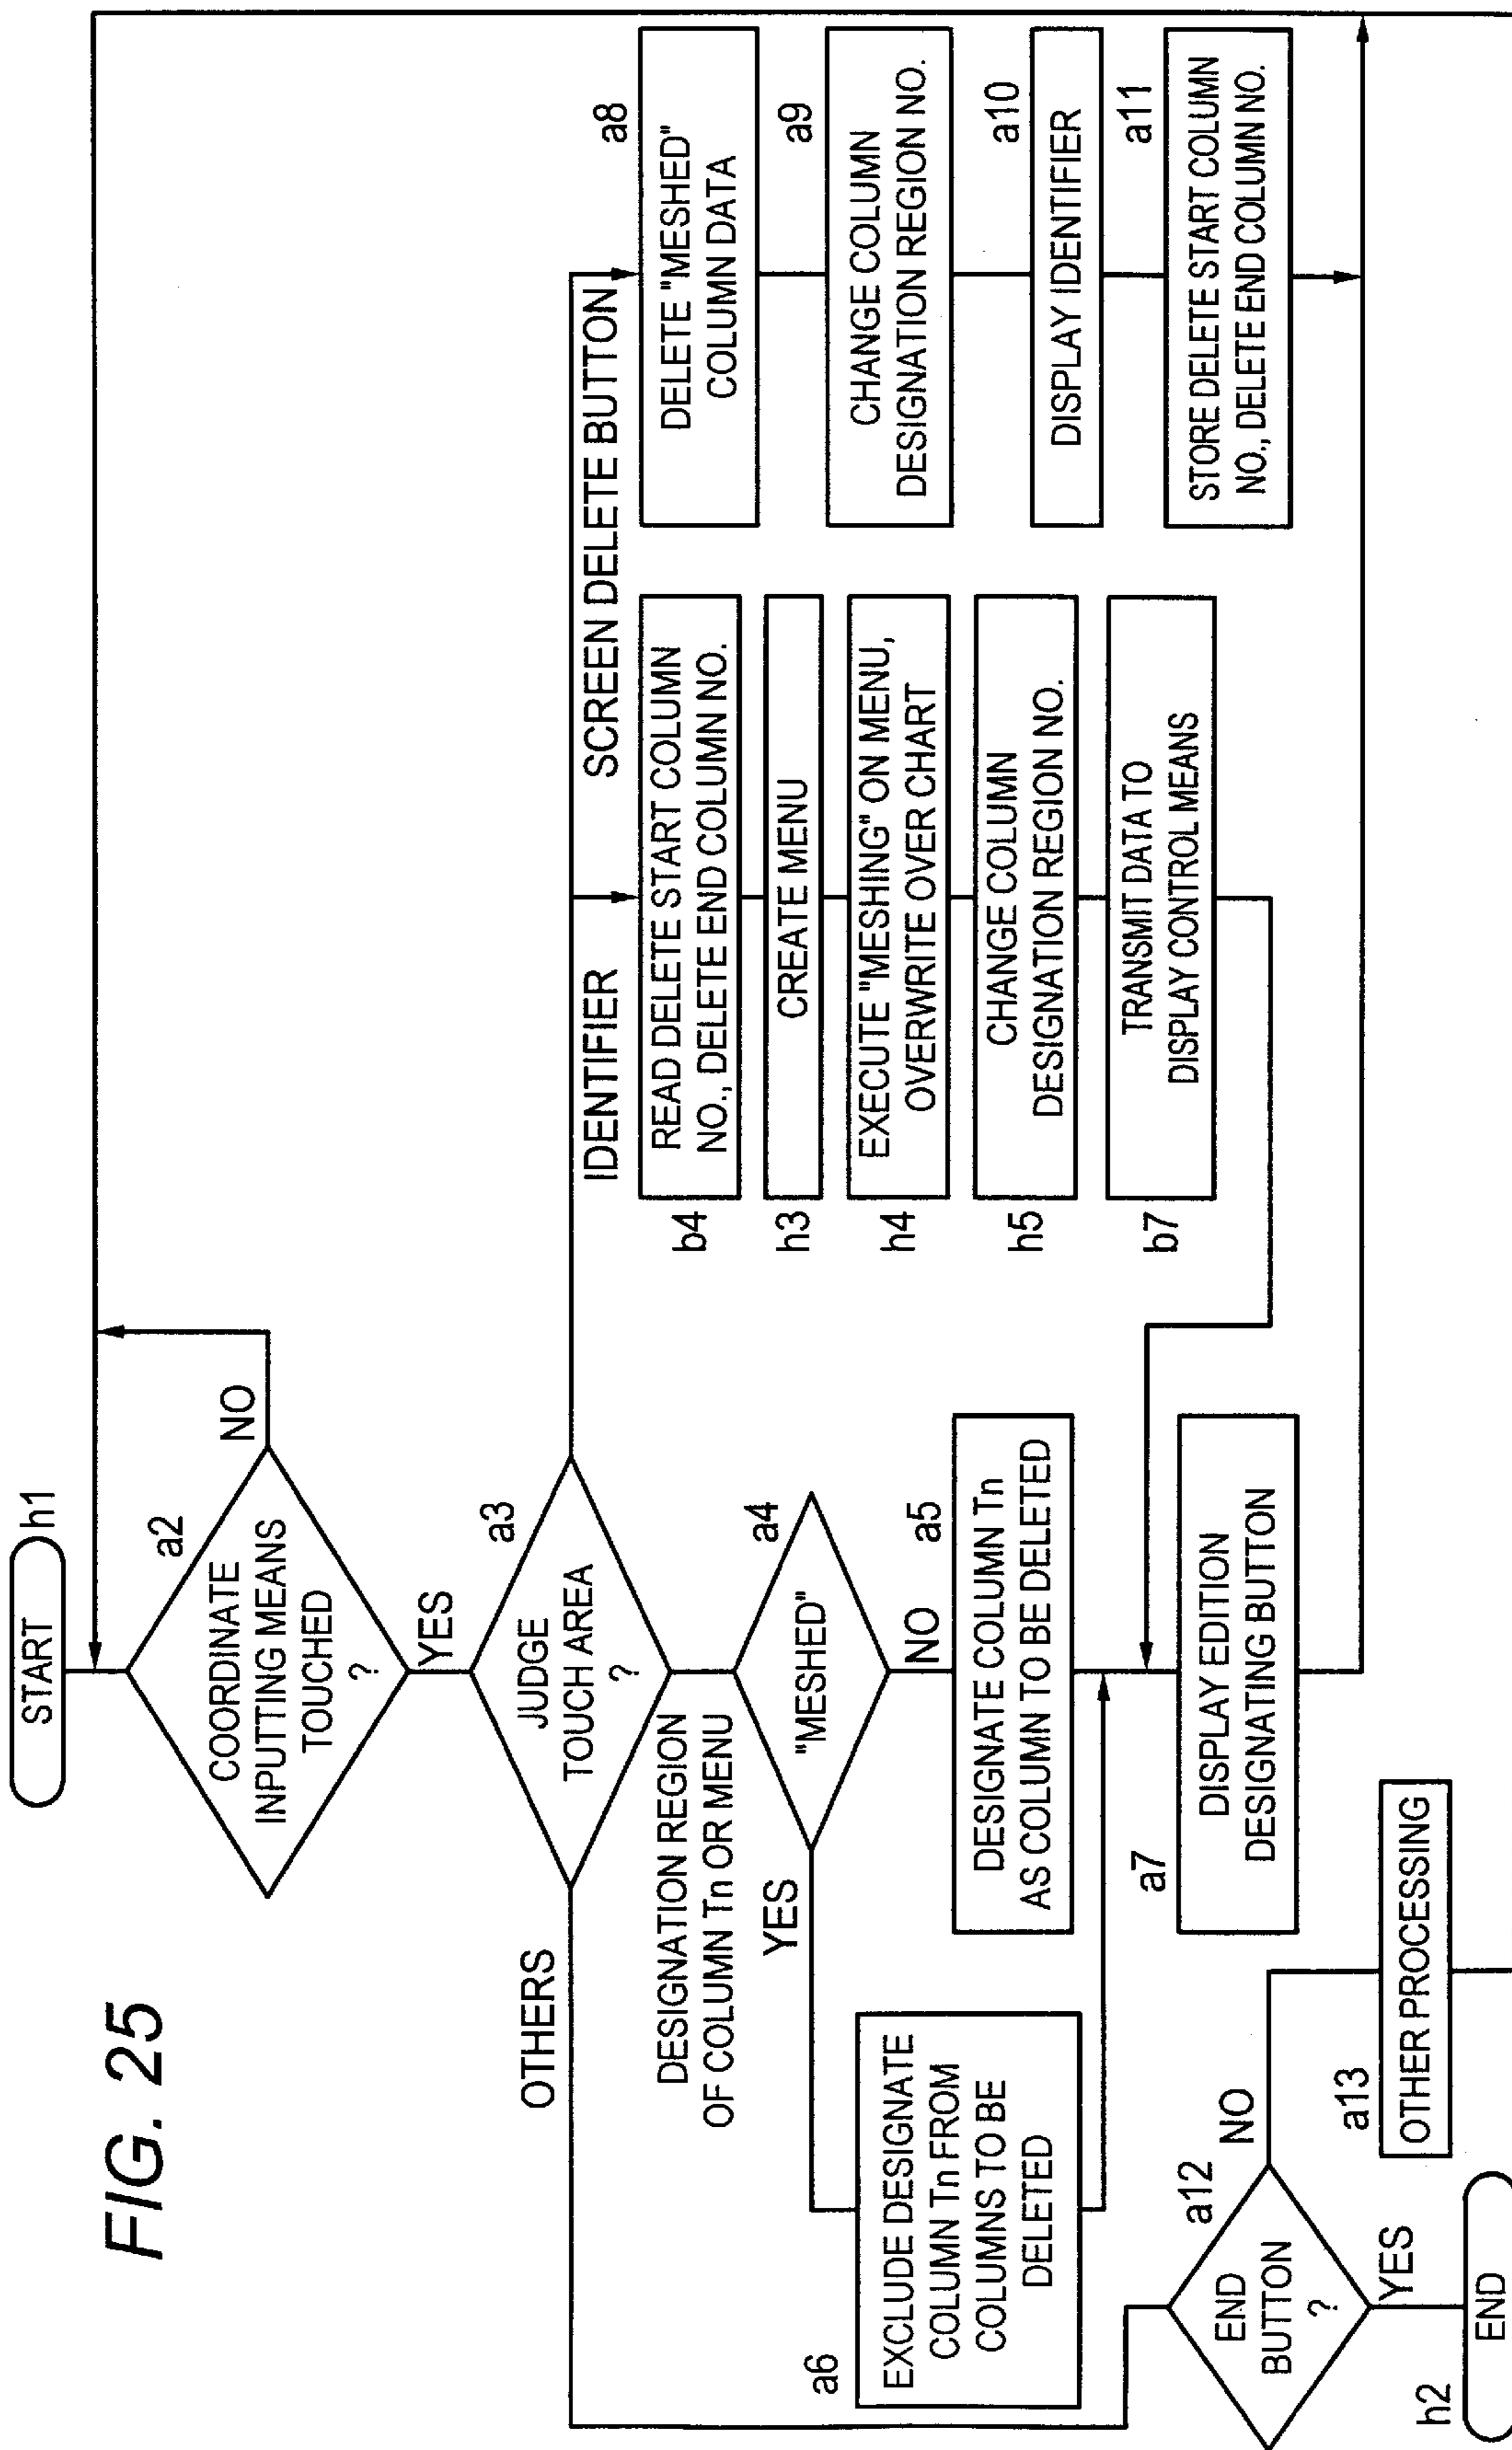 FIG. 25
START
h1
a2
COORDINATE
INPUTTING MEANS
TOUCHED
?
NO
YES
a3
JUDGE
TOUCH AREA
?
OTHERS
DESIGNATION REGION
OF COLUMN Tn OR MENU
IDENTIFIER
SCREEN DELETE BUTTON
a4
"MESHED"
YES
NO
a5
DESIGNATE COLUMN Tn
AS COLUMN TO BE DELETED
a6
EXCLUDE DESIGNATE
COLUMN Tn FROM
COLUMNS TO BE
DELETED
a7
DISPLAY EDITION
DESIGNATING BUTTON
b4
READ DELETE START COLUMN
NO., DELETE END COLUMN NO.
h3
CREATE MENU
h4
EXECUTE "MESHING" ON MENU,
OVERWRITE OVER CHART
h5
CHANGE COLUMN
DESIGNATION REGION NO.
b7
TRANSMIT DATA TO
DISPLAY CONTROL MEANS
a8
DELETE "MESHED"
COLUMN DATA
a9
CHANGE COLUMN
DESIGNATION REGION NO.
a10
DISPLAY IDENTIFIER
a11
STORE DELETE START COLUMN
NO., DELETE END COLUMN NO.
a12
END
BUTTON
?
NO
YES
a13
OTHER PROCESSING
h2
END